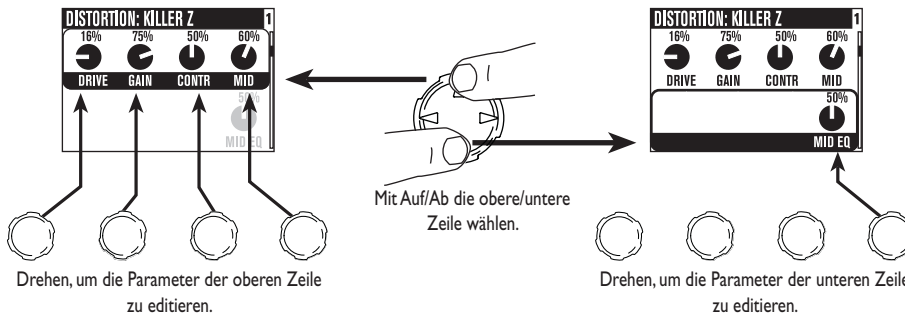 DISTORTION: KILLER Z 1
16% 75% 50% 60%
DRIVE GAIN CONTR MID
50%
MID EQ
Mit Auf/Ab die obere/untere
Zeile wählen.
DISTORTION: KILLER Z 1
16% 75% 50% 60%
DRIVE GAIN CONTR MID
50%
MID EQ
Drehen, um die Parameter der oberen Zeile
zu editieren.
Drehen, um die Parameter der unteren Zeile
zu editieren.